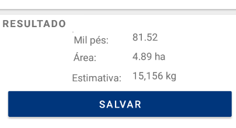 RESULTADO
Mil pés: 81.52
Área: 4.89 ha
Estimativa: 15,156 kg
SALVAR